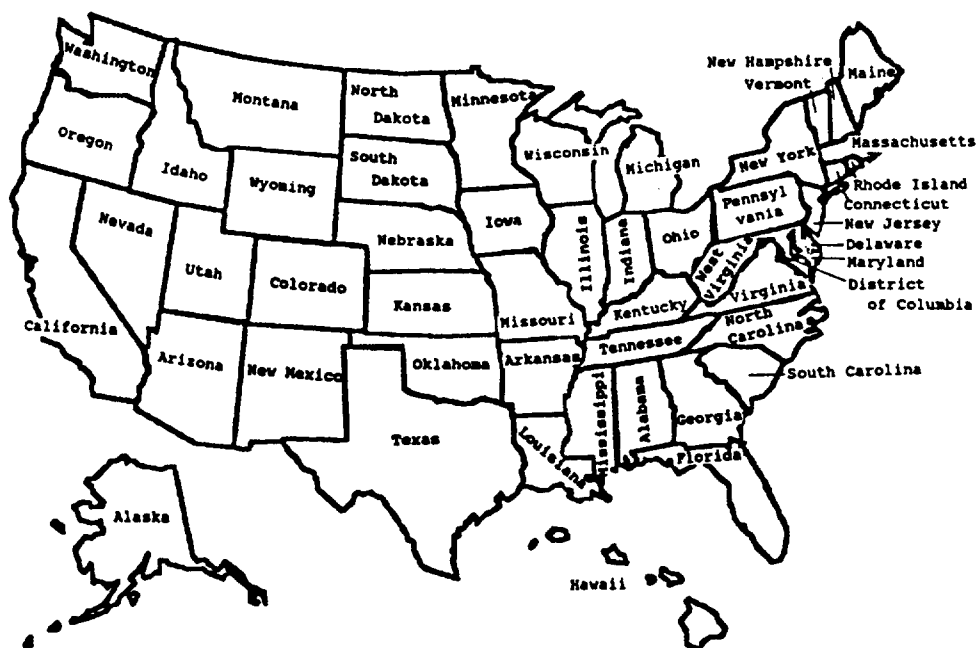 Washington
Oregon
California
Idaho
Nevada
Montana
Wyoming
Utah
Arizona
Colorado
New Mexico
North
Dakota
South
Dakota
Nebraska
Kansas
Oklahoma
Texas
Minnesota
Iowa
Missouri
Arkansas
Louisiana
Wisconsin
Illinois
Michigan
Indiana
Ohio
Kentucky
Tennessee
Mississippi
Alabama
Georgia
Florida
South Carolina
North
Carolina
Virginia
West
Virginia
Pennsyl
vania
New York
New Hampshire
Vermont
Maine
Massachusetts
Rhode Island
Connecticut
New Jersey
Delaware
Maryland
District
of Columbia
Alaska
Hawaii